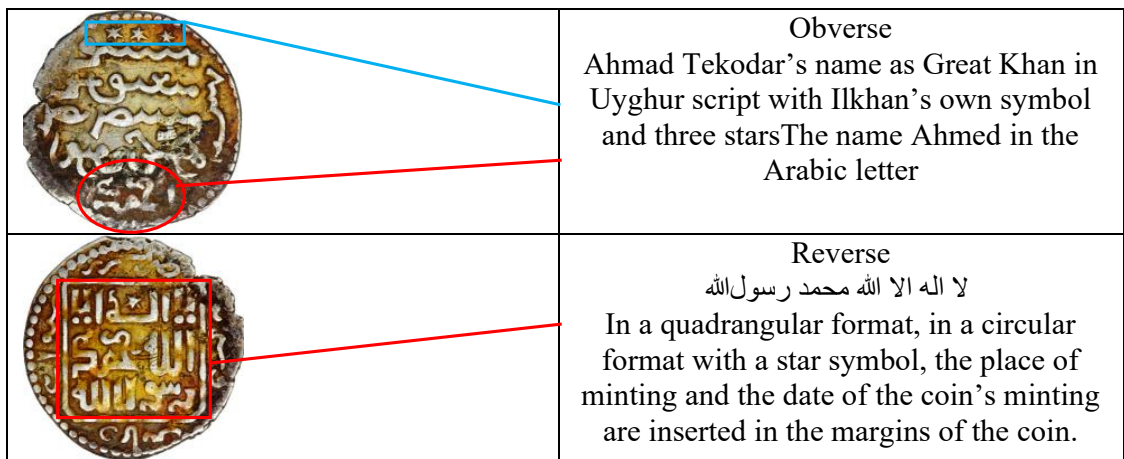 Obverse
Ahmad Tekodar’s name as Great Khan in
Uyghur script with Ilkhan’s own symbol
and three starsThe name Ahmed in the
Arabic letter
Reverse
لا اله الا الله محمد رسولالله
In a quadrangular format, in a circular
format with a star symbol, the place of
minting and the date of the coin’s minting
are inserted in the margins of the coin.